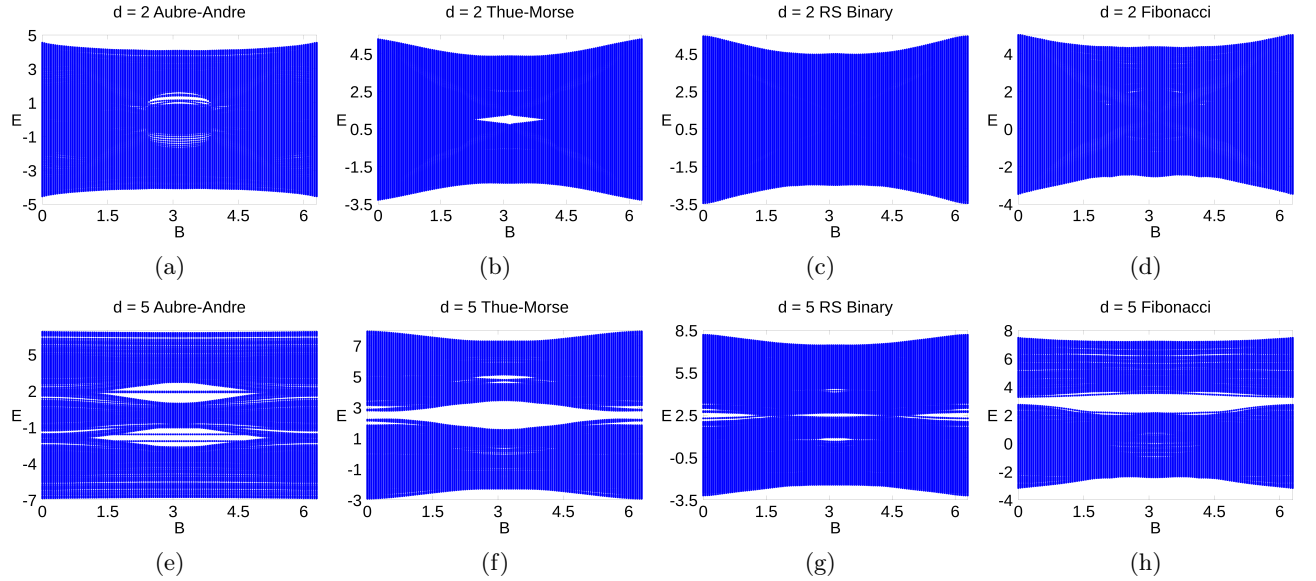 d = 2 Aubre-Andre
d = 2 Thue-Morse
d = 2 RS Binary
d = 2 Fibonacci
5
3
1
-1
-3
-5
E
0 1.5 3 4.5 6
B
4.5
2.5
0.5
-1.5
-3.5
E
0 1.5 3 4.5 6
B
4.5
2.5
0.5
-1.5
-3.5
E
0 1.5 3 4.5 6
B
4
2
0
-2
-4
E
0 1.5 3 4.5 6
B
(a)
(b)
(c)
(d)
d = 5 Aubre-Andre
d = 5 Thue-Morse
d = 5 RS Binary
d = 5 Fibonacci
5
2
-1
-4
-7
E
0 1.5 3 4.5 6
B
7
5
3
1
-1
-3
E
0 1.5 3 4.5 6
B
8.5
5.5
2.5
-0.5
-3.5
E
0 1.5 3 4.5 6
B
8
6
4
2
0
-2
-4
E
0 1.5 3 4.5 6
B
(e)
(f)
(g)
(h)